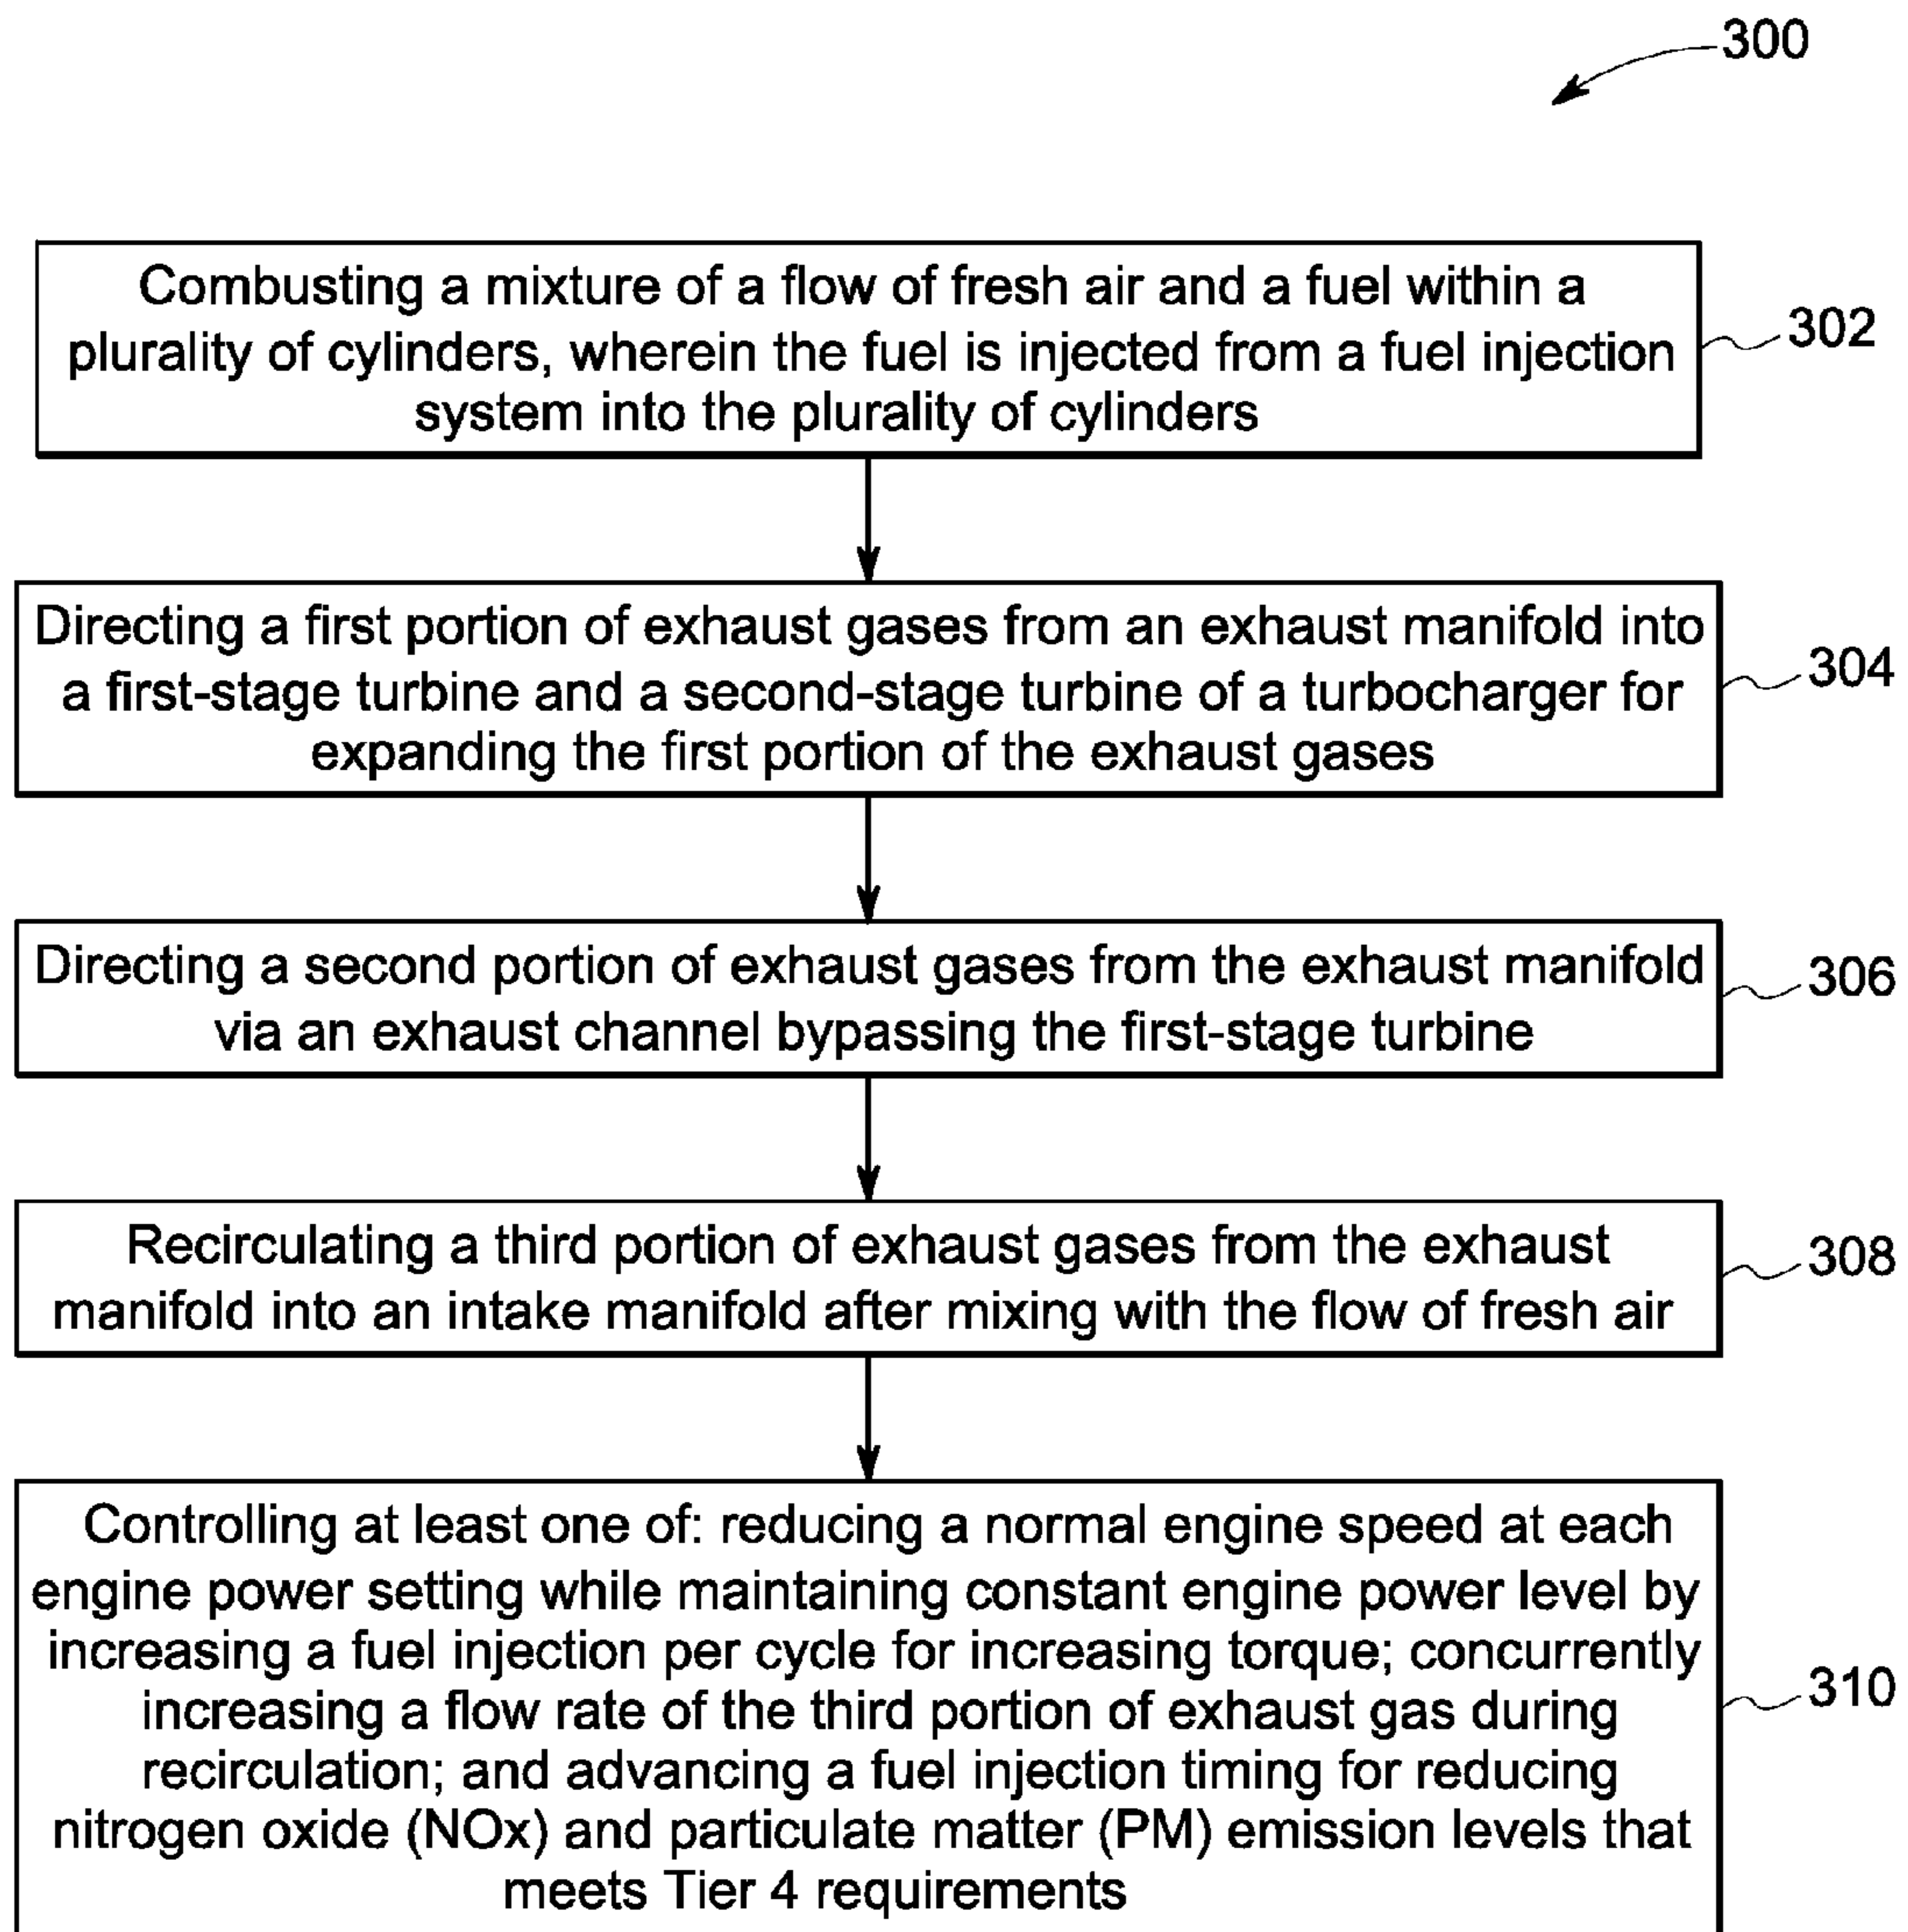 300
Combusting a mixture of a flow of fresh air and a fuel within a
plurality of cylinders, wherein the fuel is injected from a fuel injection
system into the plurality of cylinders
302
Directing a first portion of exhaust gases from an exhaust manifold into
a first-stage turbine and a second-stage turbine of a turbocharger for
expanding the first portion of the exhaust gases
304
Directing a second portion of exhaust gases from the exhaust manifold
via an exhaust channel bypassing the first-stage turbine
306
Recirculating a third portion of exhaust gases from the exhaust
manifold into an intake manifold after mixing with the flow of fresh air
308
Controlling at least one of: reducing a normal engine speed at each
engine power setting while maintaining constant engine power level by
increasing a fuel injection per cycle for increasing torque; concurrently
increasing a flow rate of the third portion of exhaust gas during
recirculation; and advancing a fuel injection timing for reducing
nitrogen oxide (NOx) and particulate matter (PM) emission levels that
meets Tier 4 requirements
310